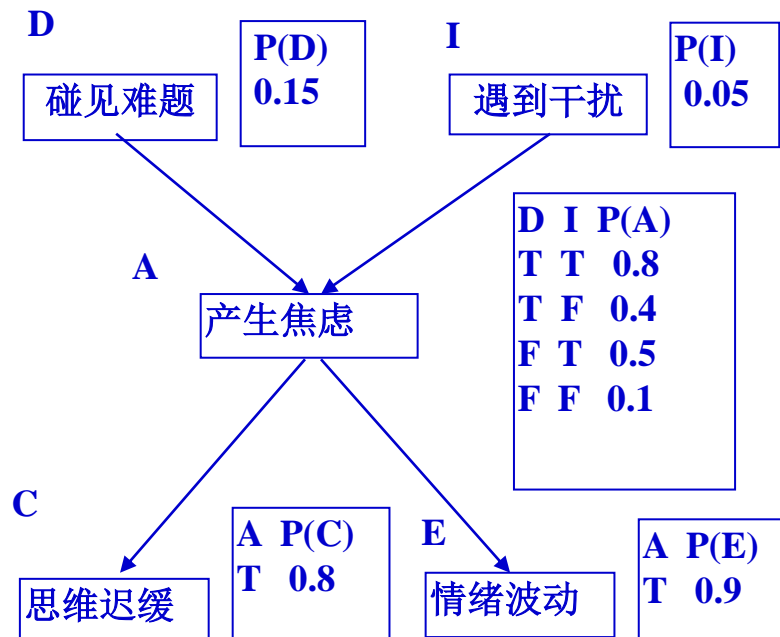 D
P(D)
0.15
碰见难题
I
P(I)
0.05
遇到干扰
D I P(A)
T T 0.8
T F 0.4
F T 0.5
F F 0.1
A
产生焦虑
C
A P(C)
T 0.8
思维迟缓
E
A P(E)
T 0.9
情绪波动